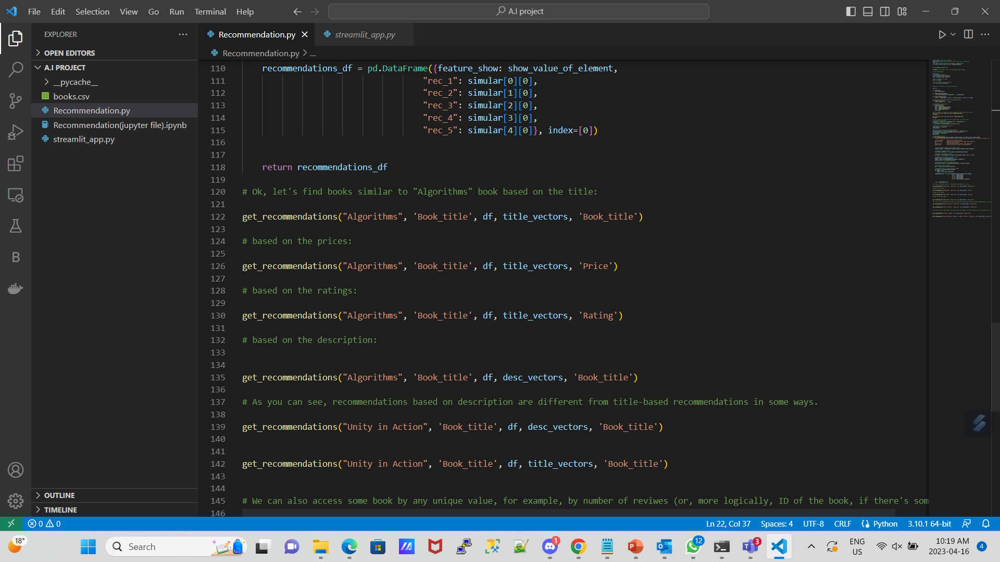 File Edit Selection View Go Run Terminal Help
A.I project
EXPLORER
OPEN EDITORS
A.I PROJECT
__pycache__
books.csv
Recommendation.py
Recommendation(jupyter file).ipynb
streamlit_app.py
OUTLINE
TIMELINE
Recommendation.py
streamlit_app.py
Recommendation.py > ...
110 recommendations_df = pd.DataFrame({feature_show: show_value_of_element,
111 "rec_1": simular[0][0],
112 "rec_2": simular[1][0],
113 "rec_3": simular[2][0],
114 "rec_4": simular[3][0],
115 "rec_5": simular[4][0]}, index=[0])
116
117
118 return recommendations_df
119
120 # Ok, let's find books similar to "Algorithms" book based on the title:
121
122 get_recommendations("Algorithms", 'Book_title', df, title_vectors, 'Book_title')
123
124 # based on the prices:
125
126 get_recommendations("Algorithms", 'Book_title', df, title_vectors, 'Price')
127
128 # based on the ratings:
129
130 get_recommendations("Algorithms", 'Book_title', df, title_vectors, 'Rating')
131
132 # based on the description:
133
134
135 get_recommendations("Algorithms", 'Book_title', df, desc_vectors, 'Book_title')
136
137 # As you can see, recommendations based on description are different from title-based recommendations in some ways.
138
139 get_recommendations("Unity in Action", 'Book_title', df, desc_vectors, 'Book_title')
140
141
142 get_recommendations("Unity in Action", 'Book_title', df, title_vectors, 'Book_title')
143
144
145 # We can also access some book by any unique value, for example, by number of reviwes (or, more logically, ID of the book, if there's som
146
0 0
Ln 22, Col 37 Spaces: 4 UTF-8 CRLF Python 3.10.1 64-bit
18°
Search
1
12
3
ENG
US
10:19 AM
2023-04-16
4